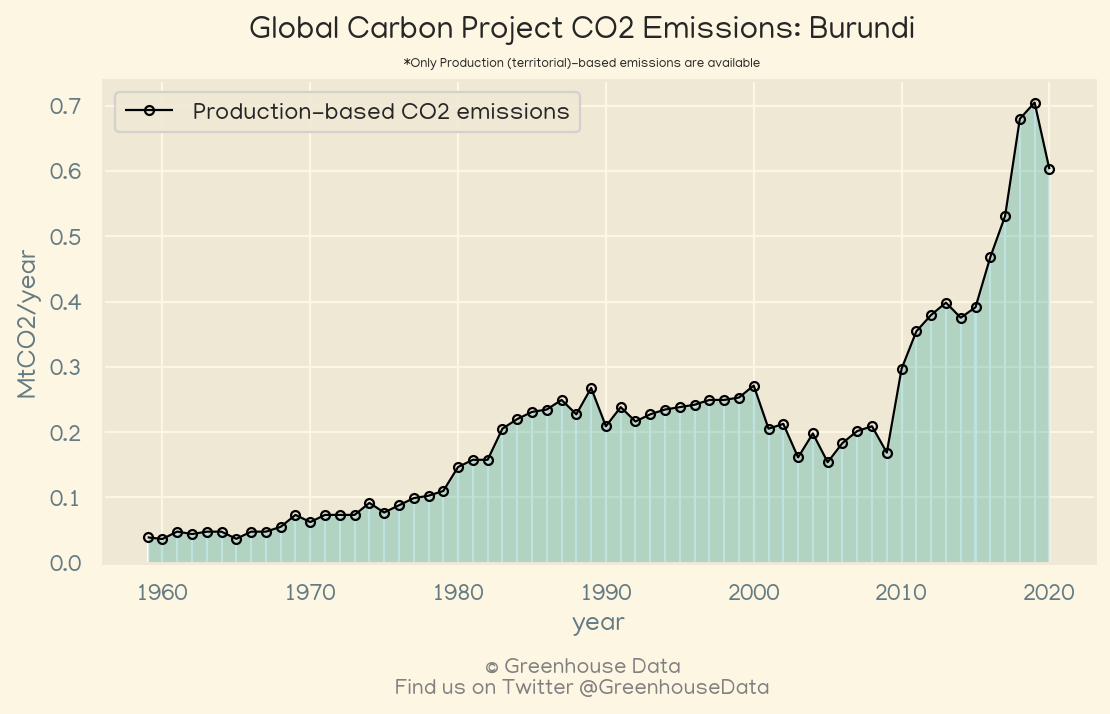 Global Carbon Project CO2 Emissions: Burundi
*Only Production (territorial)-based emissions are available
Production-based CO2 emissions
MtCO2/year
0.7
0.6
0.5
0.4
0.3
0.2
0.1
0.0
1960 1970 1980 1990 2000 2010 2020
year
© Greenhouse Data
Find us on Twitter @GreenhouseData